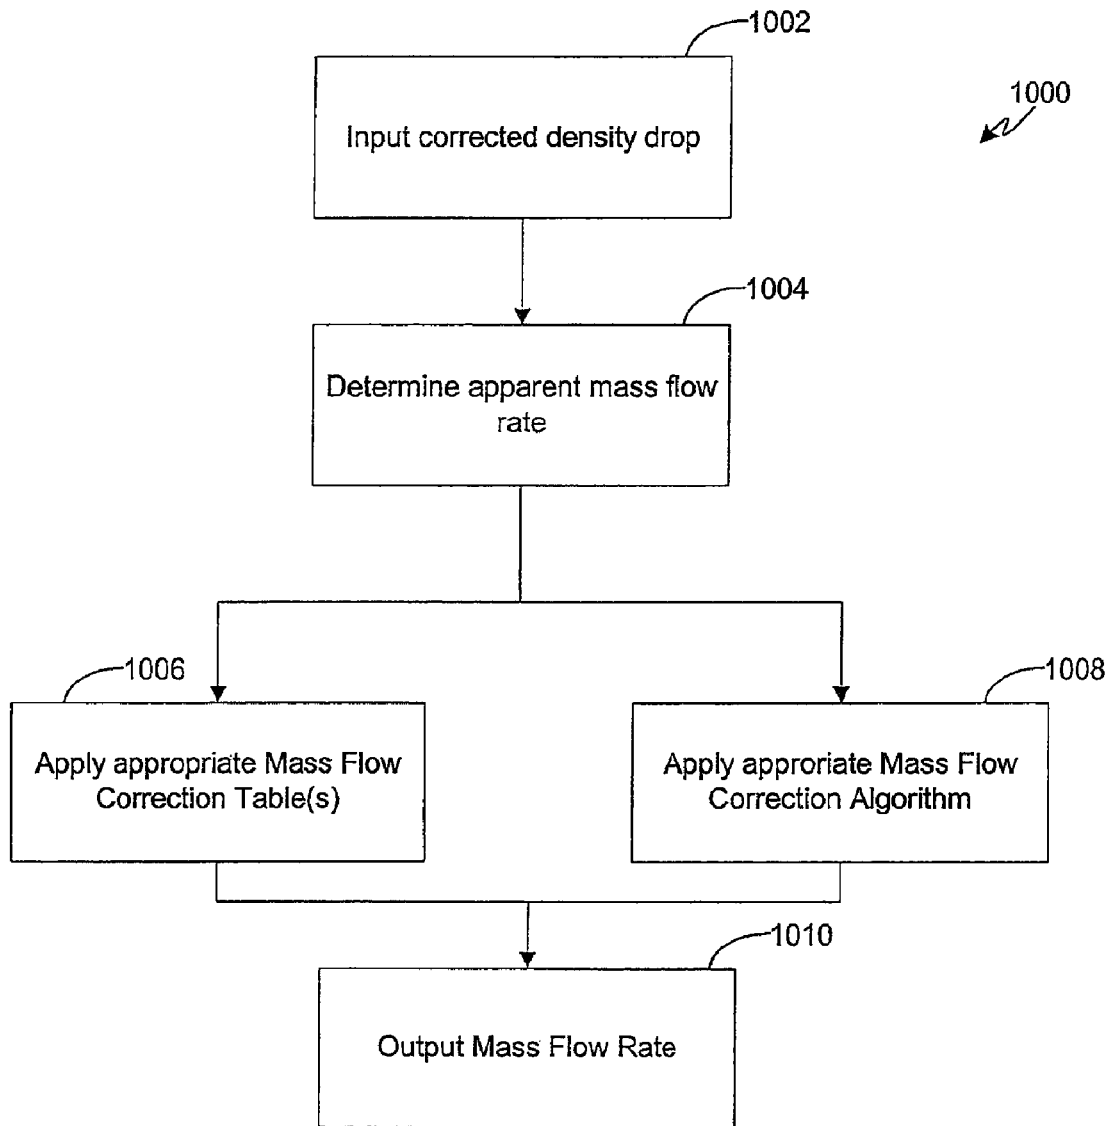 1002
1000
Input corrected density drop
1004
Determine apparent mass flow
rate
1006
1008
Apply appropriate Mass Flow
Correction Table(s)
Apply approriate Mass Flow
Correction Algorithm
1010
Output Mass Flow Rate